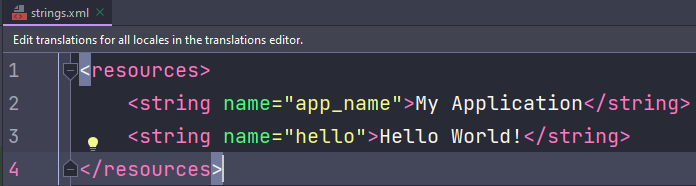 strings.xml
Edit translations for all locales in the translations editor.
1 <resources>
2 <string name="app_name">My Application</string>
3 <string name="hello">Hello World!</string>
4 </resources>